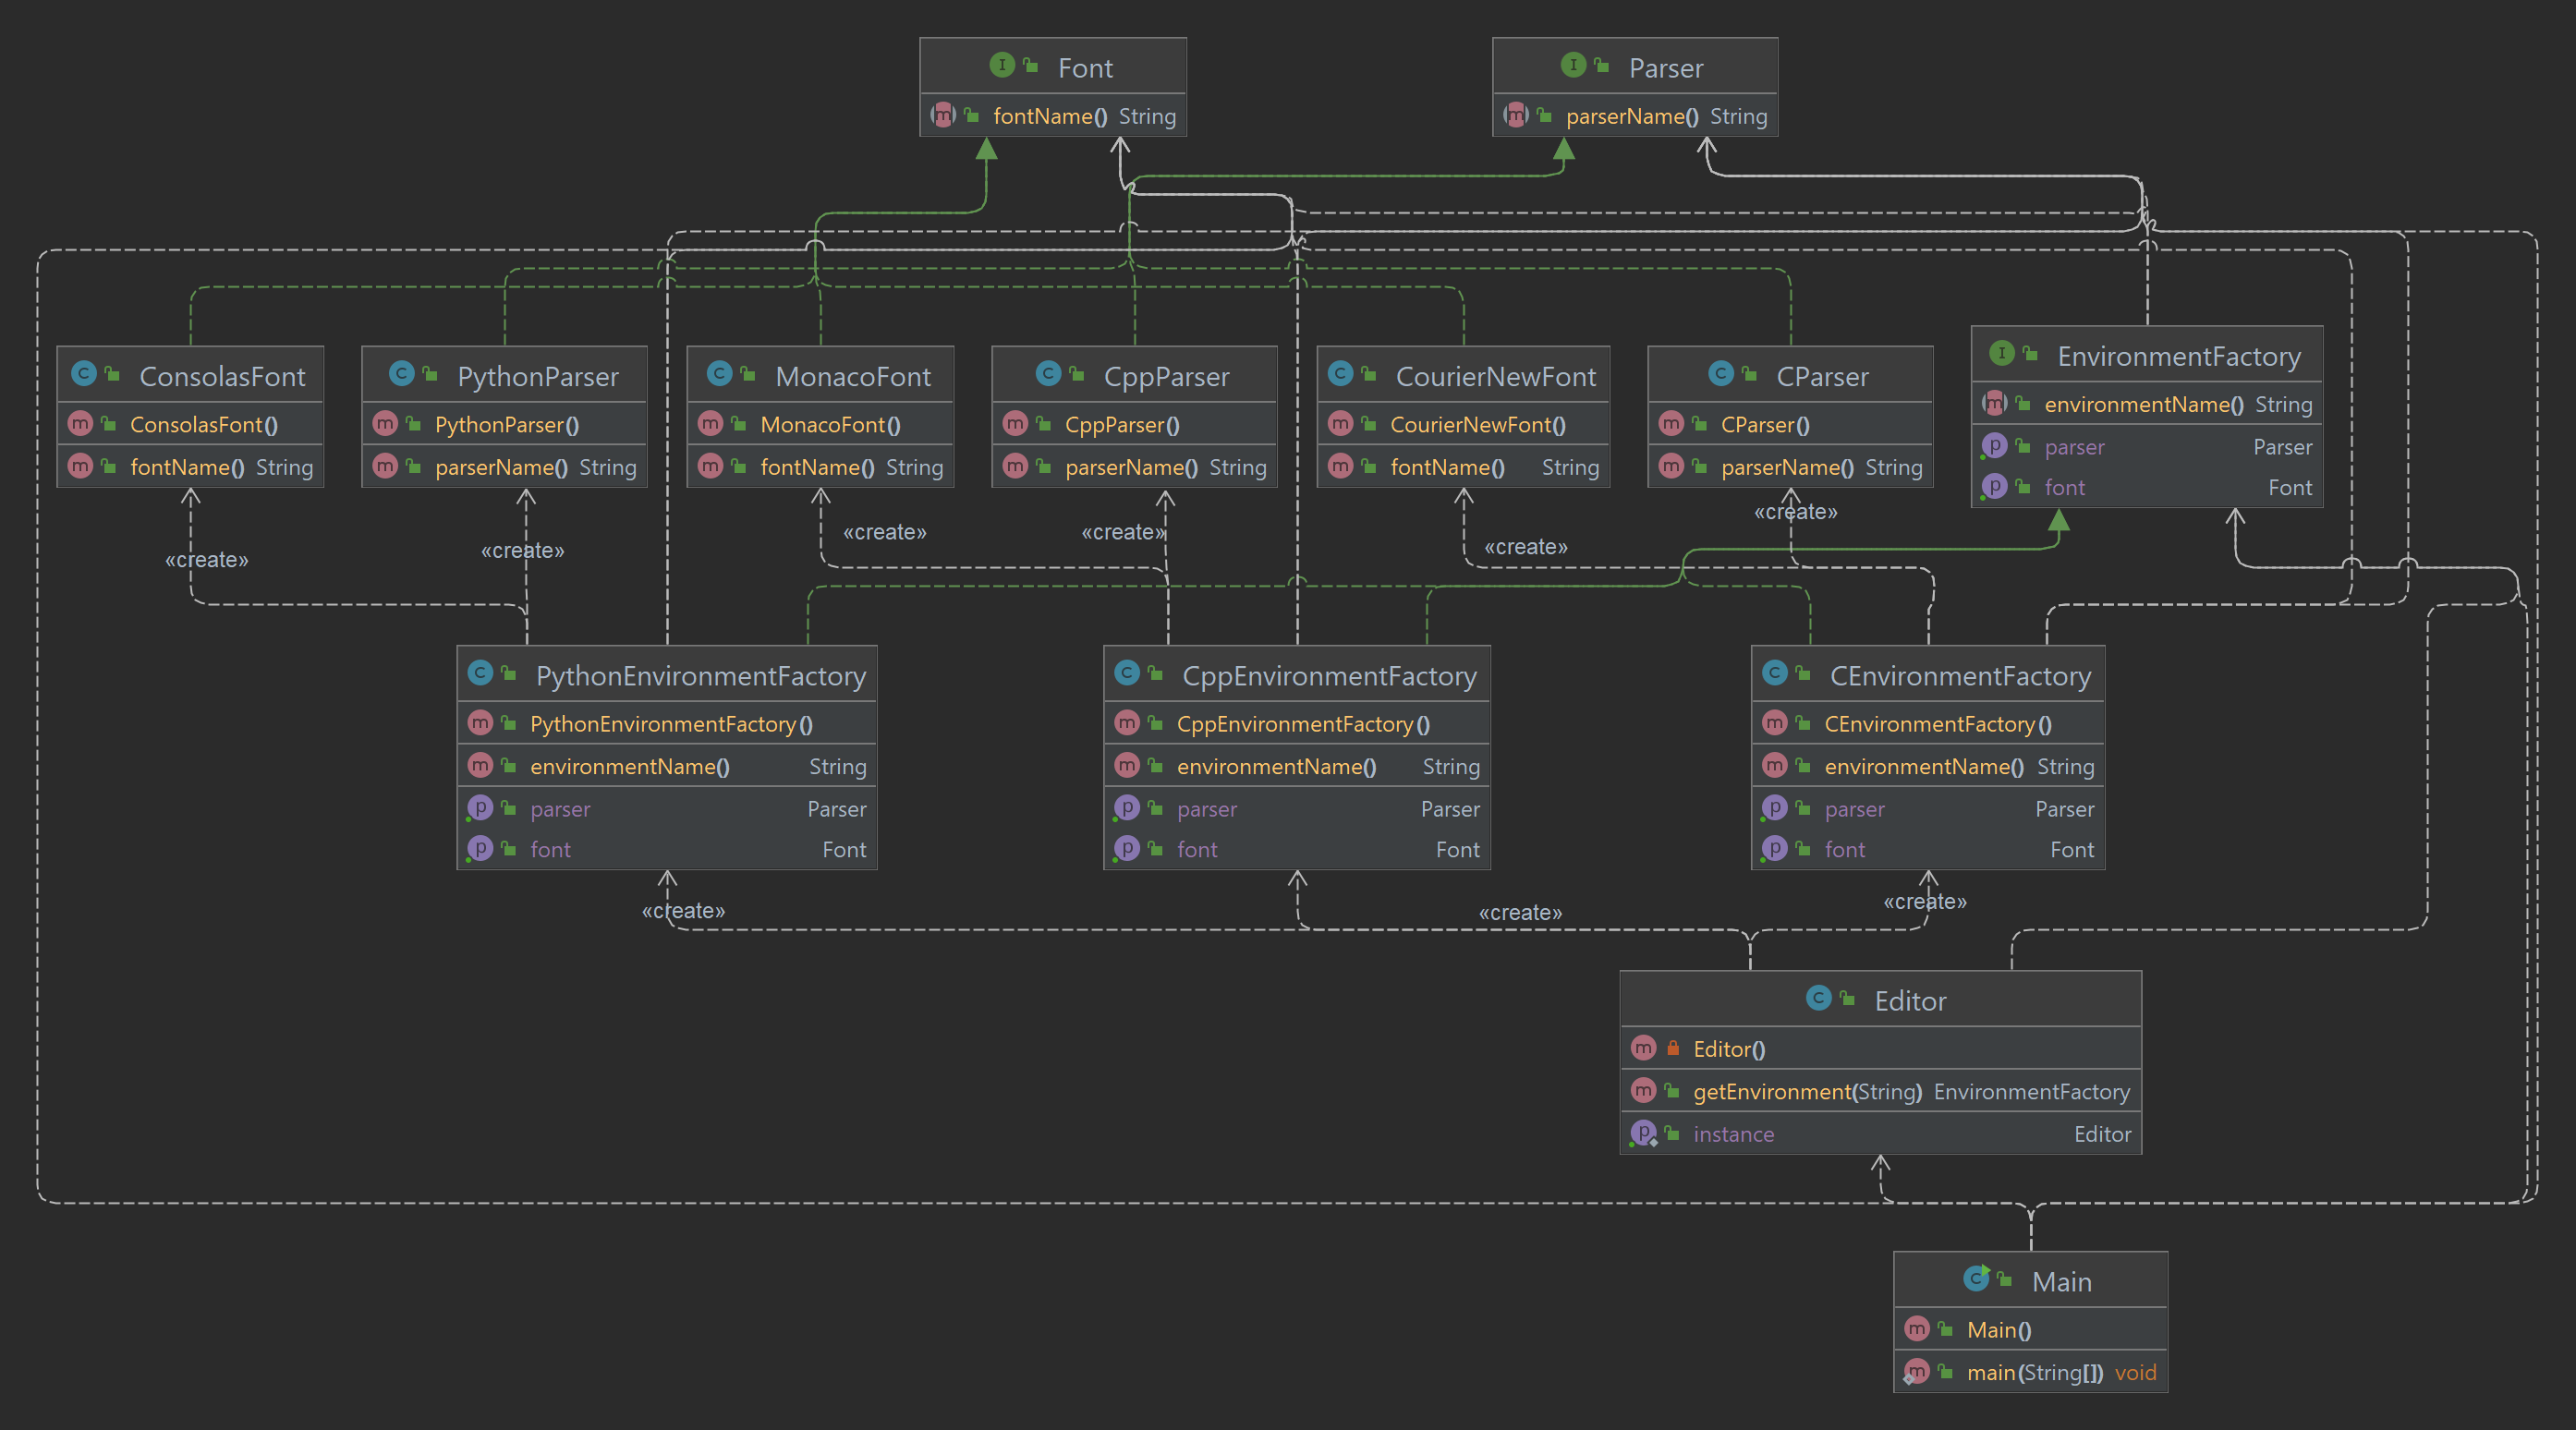 Font
fontName() String
Parser
parserName() String
ConsolasFont
ConsolasFont()
fontName() String
PythonParser
PythonParser()
parserName() String
MonacoFont
MonacoFont()
fontName() String
CppParser
CppParser()
parserName() String
CourierNewFont
CourierNewFont()
fontName() String
CParser
CParser()
parserName() String
EnvironmentFactory
environmentName() String
parser Parser
font Font
«create»
«create»
«create»
«create»
«create»
«create»
PythonEnvironmentFactory
PythonEnvironmentFactory()
environmentName() String
parser Parser
font Font
CppEnvironmentFactory
CppEnvironmentFactory()
environmentName() String
parser Parser
font Font
CEnvironmentFactory
CEnvironmentFactory()
environmentName() String
parser Parser
font Font
«create»
«create»
«create»
Editor
Editor()
getEnvironment(String) EnvironmentFactory
instance Editor
Main
Main()
main(String[]) void